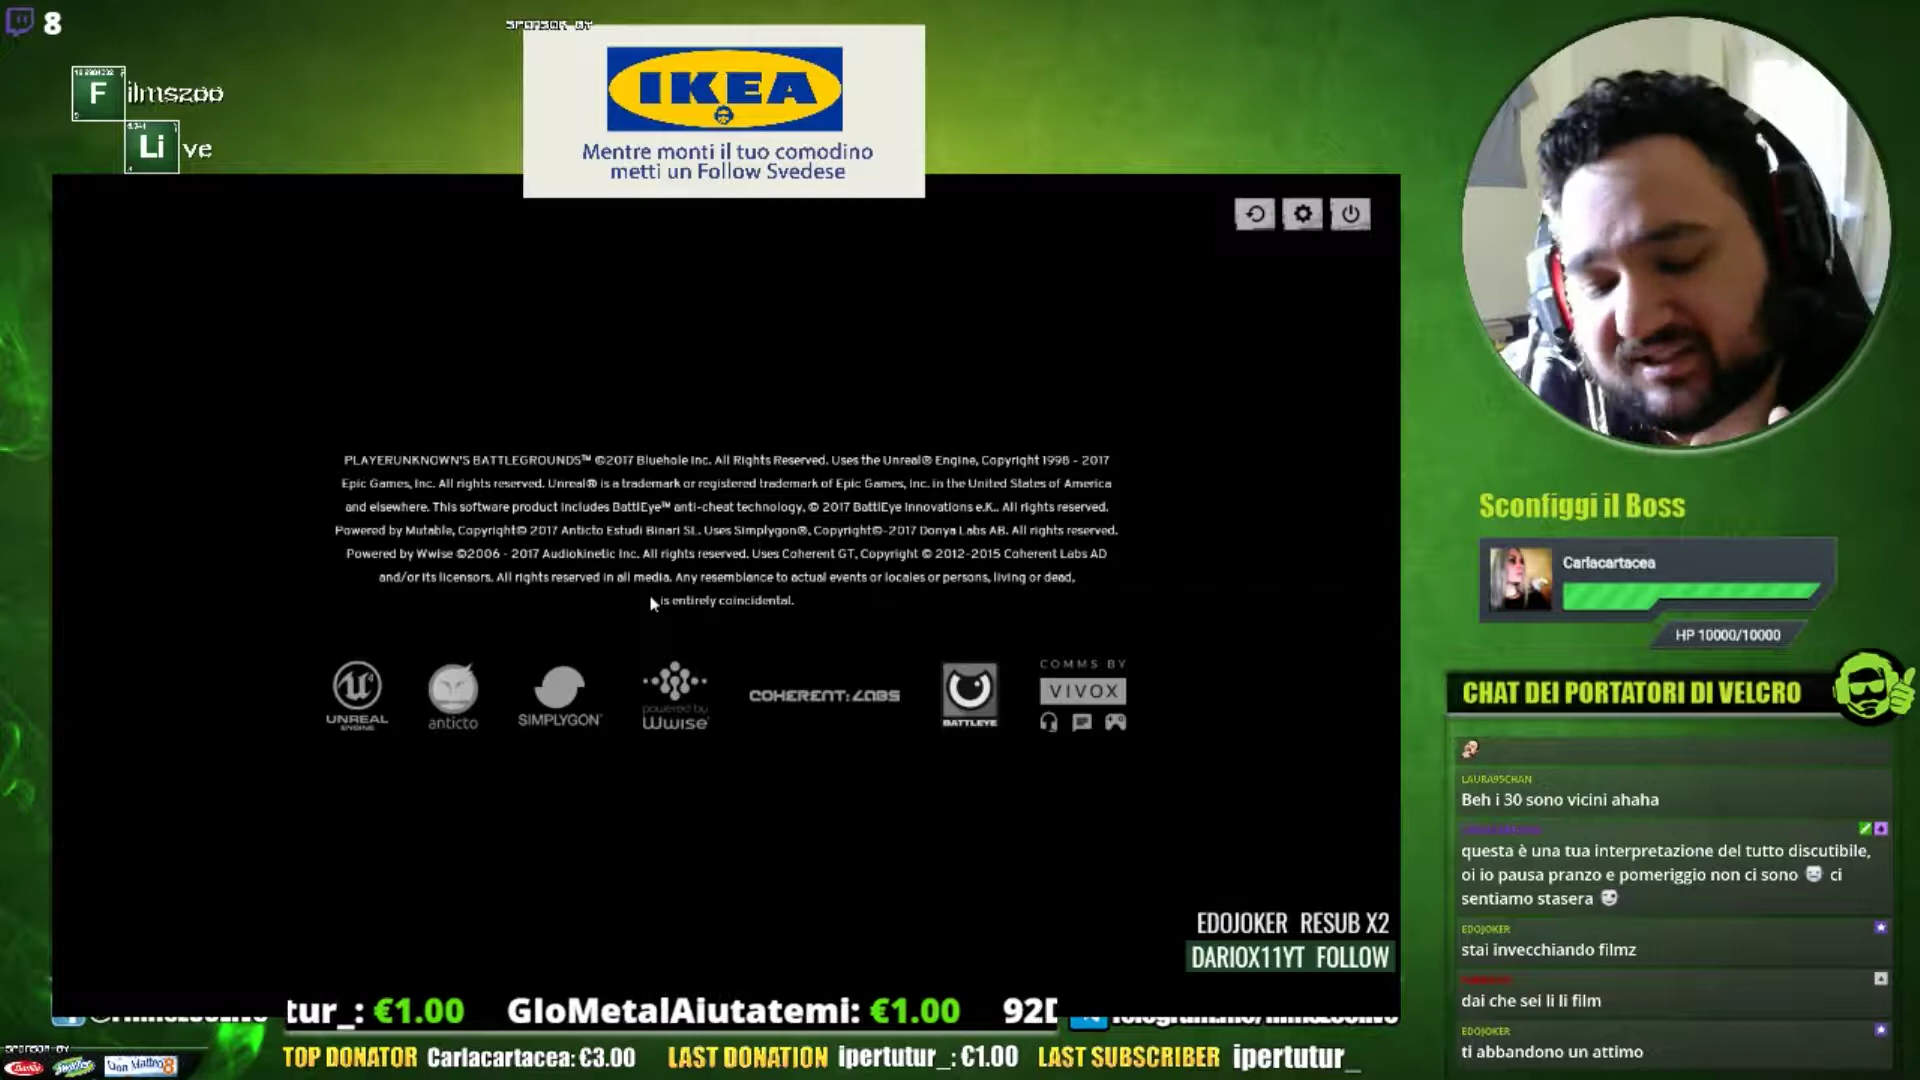 8
SPONSOR BY
IKEA
Mentre monti il tuo comodino
metti un Follow Svedese
F ilmszoo
Li ve
PLAYERUNKNOWN'S BATTLEGROUNDS™ ©2017 Bluehole Inc. All Rights Reserved. Uses the Unreal® Engine, Copyright 1998 - 2017
Epic Games, Inc. All rights reserved. Unreal® is a trademark or registered trademark of Epic Games, Inc. in the United States of America
and elsewhere. This software product includes BattlEye™ anti-cheat technology. © 2017 BattlEye Innovations e.K.. All rights reserved.
Powered by Mutable, Copyright© 2017 Anticto Estudi Binari SL. Uses Simplygon®, Copyright©-2017 Donya Labs AB. All rights reserved.
Powered by Wwise ©2006 - 2017 Audiokinetic Inc. All rights reserved. Uses Coherent GT, Copyright © 2012-2015 Coherent Labs AD
and/or its licensors. All rights reserved in all media. Any resemblance to actual events or locales or persons, living or dead,
is entirely coincidental.
UNREAL
ENGINE
anticto
SIMPLYGON
powered by
Wwise
COHERENT:LABS
BATTLEYE
COMMS BY
VIVOX
Sconfiggi il Boss
Carlacartacea
HP 10000/10000
CHAT DEI PORTATORI DI VELCRO
LAURA95CHAN
Beh i 30 sono vicini ahaha
questa è una tua interpretazione del tutto discutibile,
oi io pausa pranzo e pomeriggio non ci sono ci
sentiamo stasera
EDOJOKER
stai invecchiando filmz
dai che sei li li film
EDOJOKER
ti abbandono un attimo
EDOJOKER RESUB X2
DARIOX11YT FOLLOW
tur_: €1.00 GloMetalAiutatemi: €1.00 92
SPONSOR BY
Don Matteo 8
TOP DONATOR Carlacartacea: €3.00 LAST DONATION ipertutur_: €1.00 LAST SUBSCRIBER ipertutur_